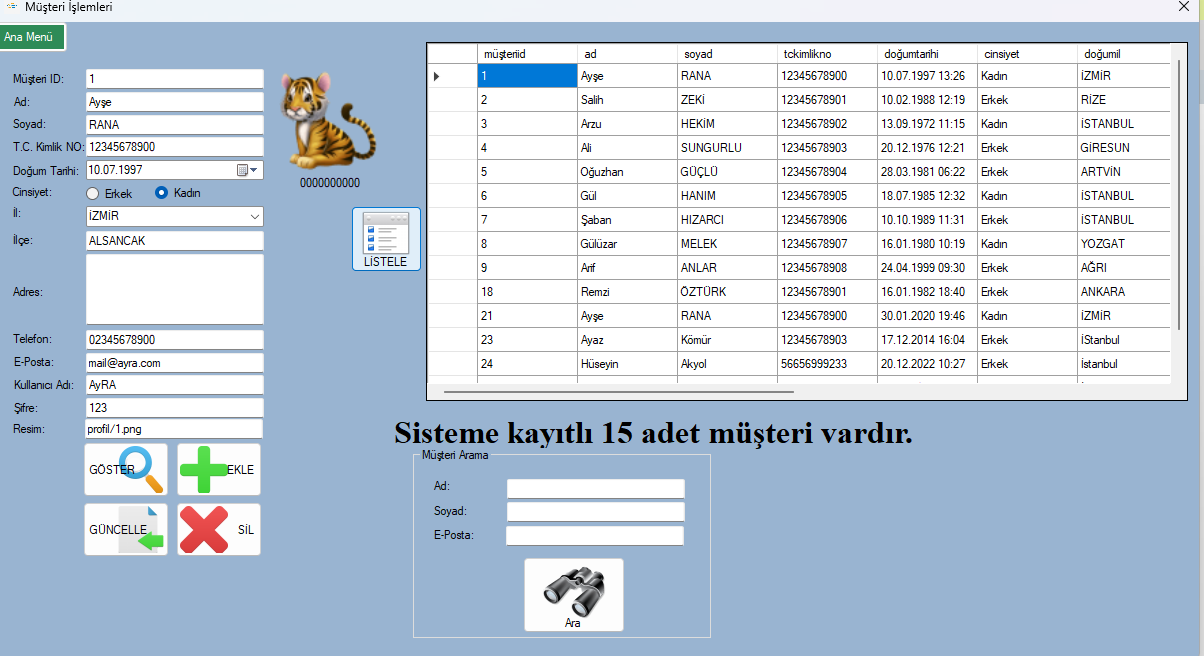 Müşteri İşlemleri
Ana Menü
Müşteri ID: 1
Ad: Ayşe
Soyad: RANA
T.C. Kimlik NO: 12345678900
Doğum Tarihi: 10.07.1997
Cinsiyet: Erkek Kadın
İl: İZMİR
İlçe: ALSANCAK
Adres:
Telefon: 02345678900
E-Posta: mail@ayra.com
Kullanıcı Adı: AyRA
Şifre: 123
Resim: profil/1.png
GÖSTER EKLE
GÜNCELLE SİL
0000000000
LİSTELE
müşteriid ad soyad tckimlikno doğumtarihi cinsiyet doğumil
1 Ayşe RANA 12345678900 10.07.1997 13:26 Kadın İZMİR
2 Salih ZEKİ 12345678901 10.02.1988 12:19 Erkek RİZE
3 Arzu HEKİM 12345678902 13.09.1972 11:15 Kadın İSTANBUL
4 Ali SUNGURLU 12345678903 20.12.1976 12:21 Erkek GİRESUN
5 Oğuzhan GÜÇLÜ 12345678904 28.03.1981 06:22 Erkek ARTVİN
6 Gül HANIM 12345678905 18.07.1985 12:32 Kadın İSTANBUL
7 Şaban HIZARCI 12345678906 10.10.1989 11:31 Erkek İSTANBUL
8 Gülüzar MELEK 12345678907 16.01.1980 10:19 Kadın YOZGAT
9 Arif ANLAR 12345678908 24.04.1999 09:30 Erkek AĞRI
18 Remzi ÖZTÜRK 12345678901 16.01.1982 18:40 Erkek ANKARA
21 Ayşe RANA 12345678900 30.01.2020 19:46 Kadın İZMİR
23 Ayaz Kömür 12345678903 17.12.2014 16:04 Erkek İStanbul
24 Hüseyin Akyol 56656999233 20.12.2022 10:27 Erkek İstanbul
Sisteme kayıtlı 15 adet müşteri vardır.
Müşteri Arama
Ad:
Soyad:
E-Posta:
Ara